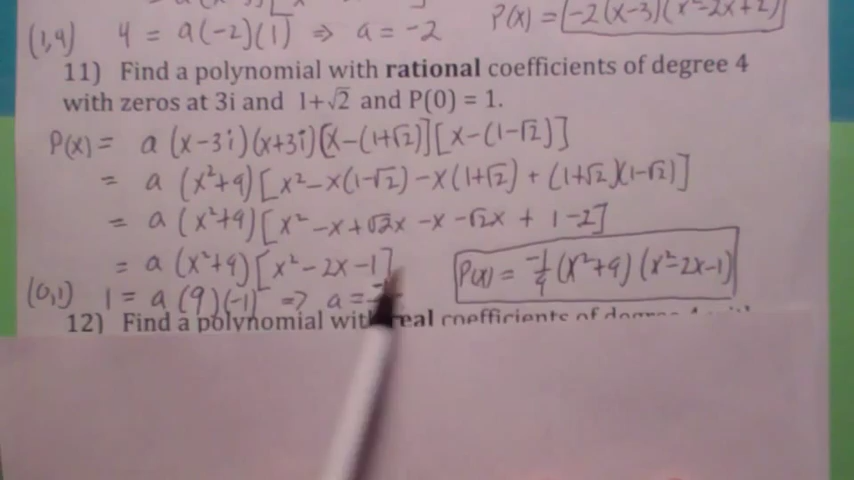 P(x) = -2(x-3)(x²-2x+2)
(1,4) 4 = a(-2)(1) ⇒ a = -2
11) Find a polynomial with rational coefficients of degree 4
with zeros at 3i and 1+√2 and P(0) = 1.
P(x) = a (x-3i)(x+3i)[x-(1+√2)][x-(1-√2)]
= a (x²+9)[x²-x(1-√2)-x(1+√2)+(1+√2)(1-√2)]
= a (x²+9)[x²-x+√2x-x-√2x+1-2]
= a (x²+9)[x²-2x-1]
P(x) = -1/9 (x²+9)(x²-2x-1)
(0,1) 1 = a(9)(-1) ⇒ a =
12) Find a polynomial with real coefficients of degree 4